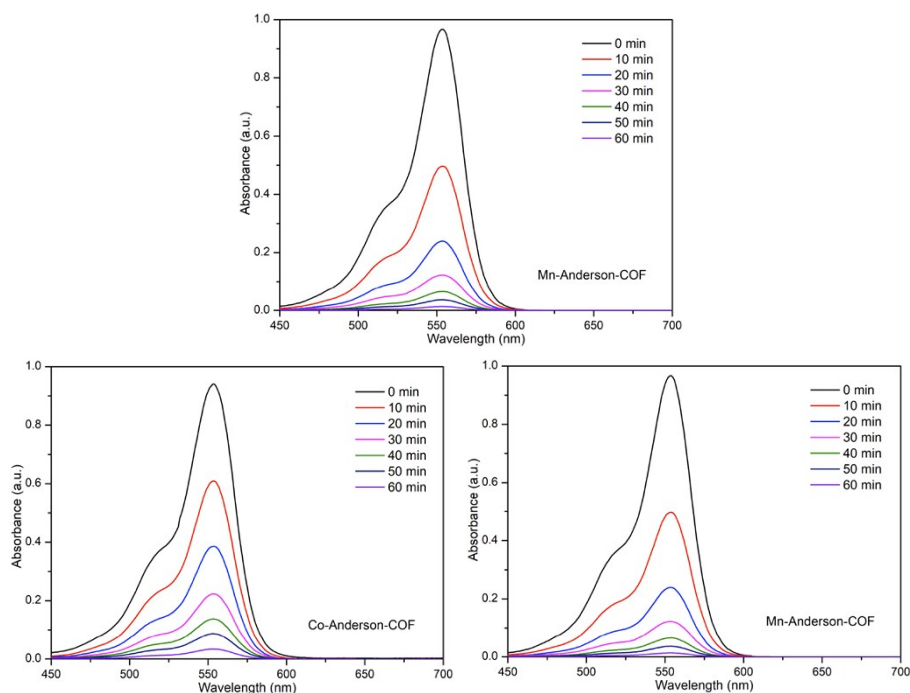 1.0
0.8
0.6
0.4
0.2
0.0
Absorbance (a.u.)
0 min
10 min
20 min
30 min
40 min
50 min
60 min
Mn-Anderson-COF
450 500 550 600 650 700
Wavelength (nm)
1.0
0.8
0.6
0.4
0.2
0.0
Absorbance (a.u.)
0 min
10 min
20 min
30 min
40 min
50 min
60 min
Co-Anderson-COF
450 500 550 600 650 700
Wavelength (nm)
1.0
0.8
0.6
0.4
0.2
0.0
Absorbance (a.u.)
0 min
10 min
20 min
30 min
40 min
50 min
60 min
Mn-Anderson-COF
450 500 550 600 650 700
Wavelength (nm)